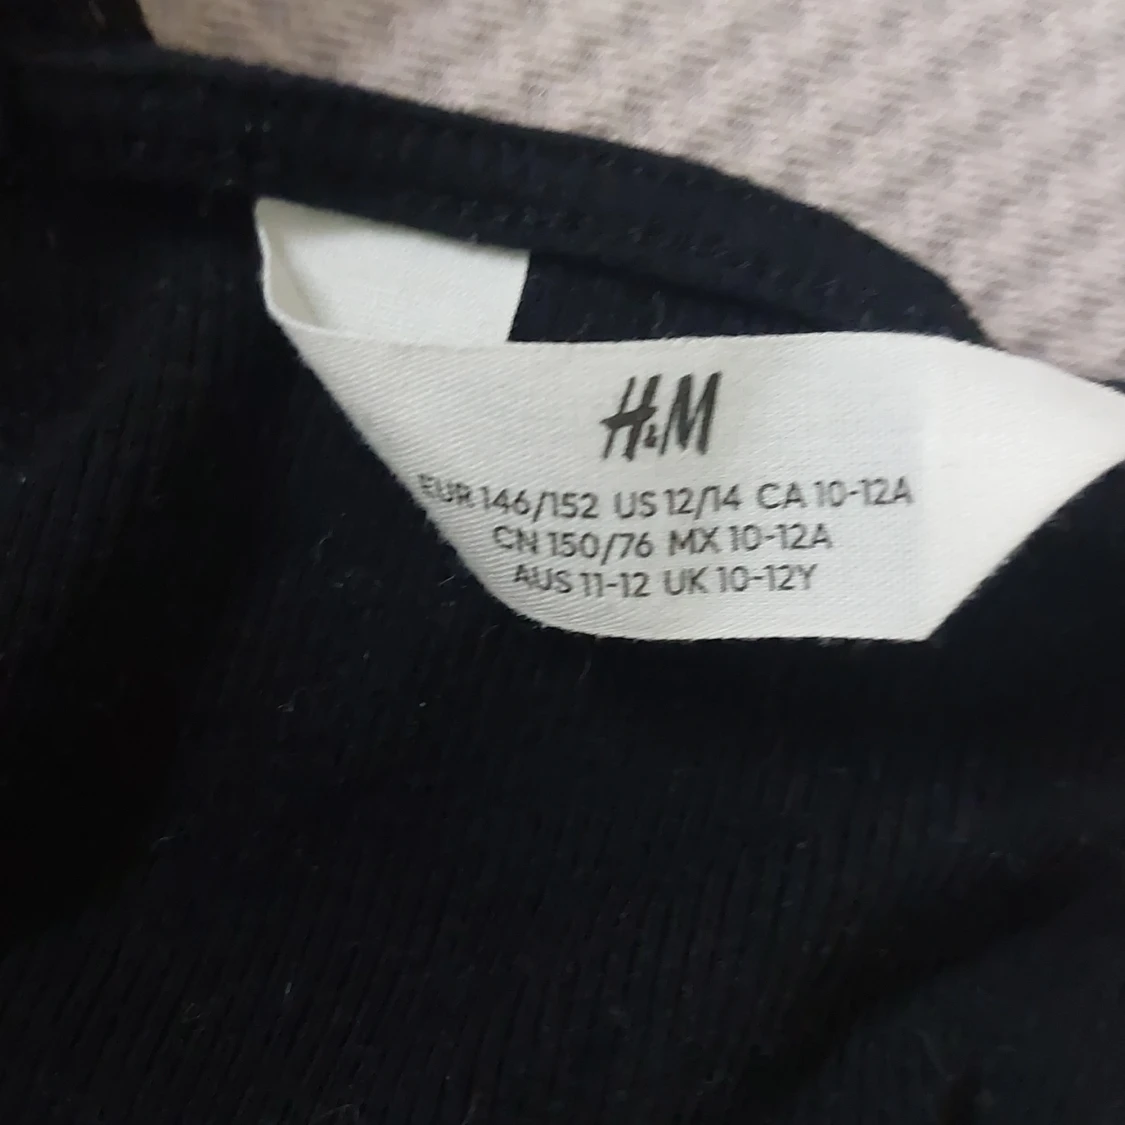 H&M
EUR 146/152 US 12/14 CA 10-12A
CN 150/76 MX 10-12A
AUS 11-12 UK 10-12Y